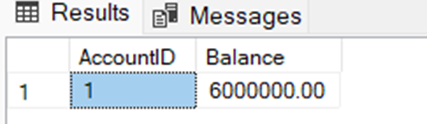 Results Messages
AccountID Balance
1 1 6000000.00